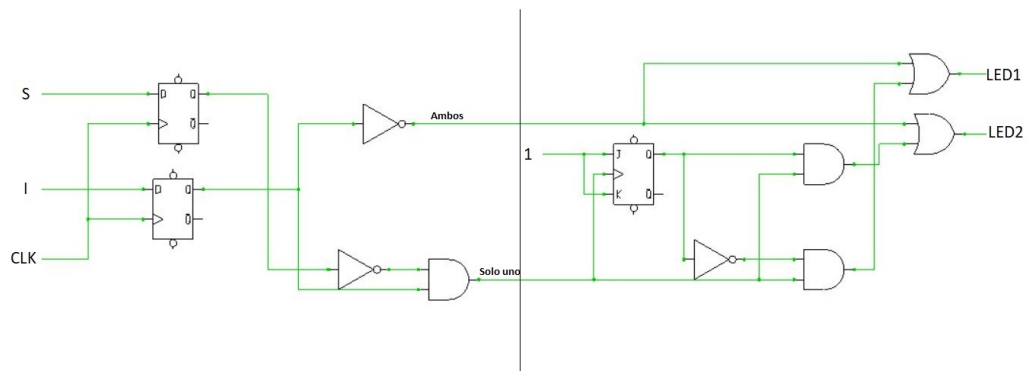 S
D Q
Q
I
D Q
Q
CLK
Ambos
Solo uno
1
J Q
K Q
LED1
LED2